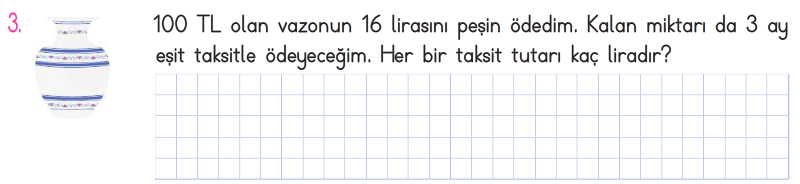 3. 100 TL olan vazonun 16 lirasını peşin ödedim. Kalan miktarı da 3 ay
eşit taksitle ödeyeceğim. Her bir taksit tutarı kaç liradır?